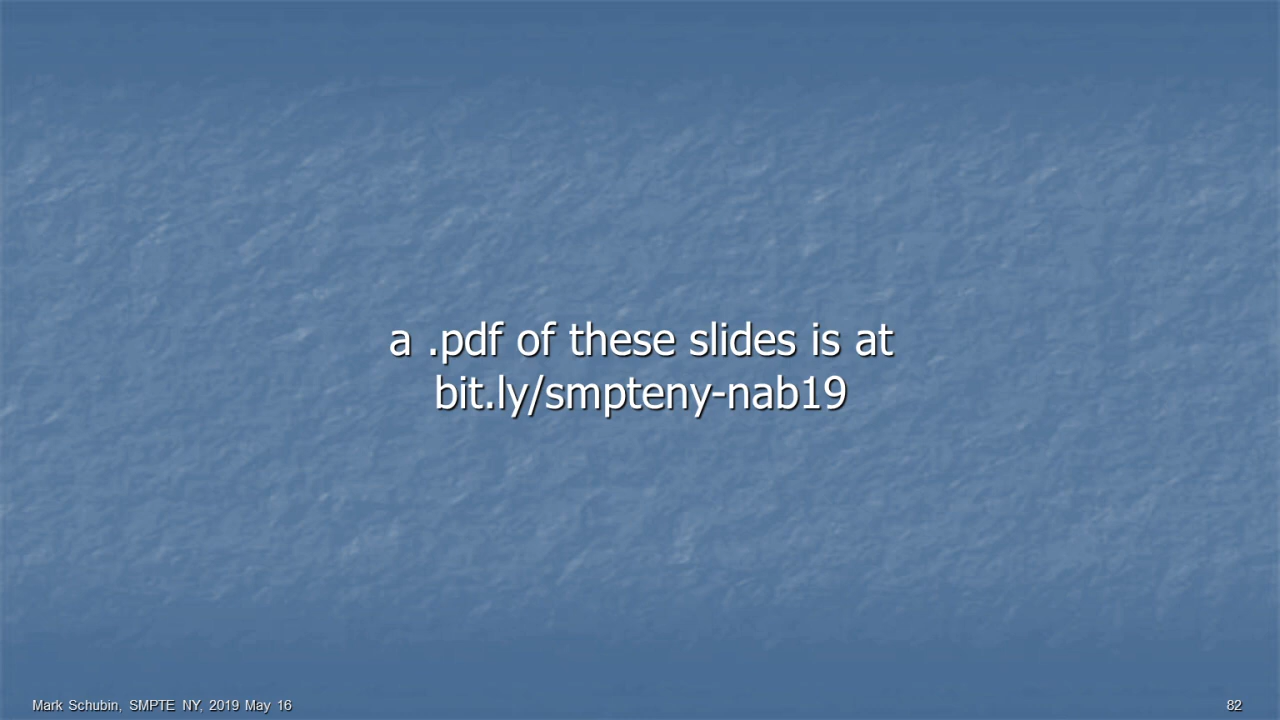 a .pdf of these slides is at
bit.ly/smpteny-nab19
Mark Schubin, SMPTE NY, 2019 May 16
82